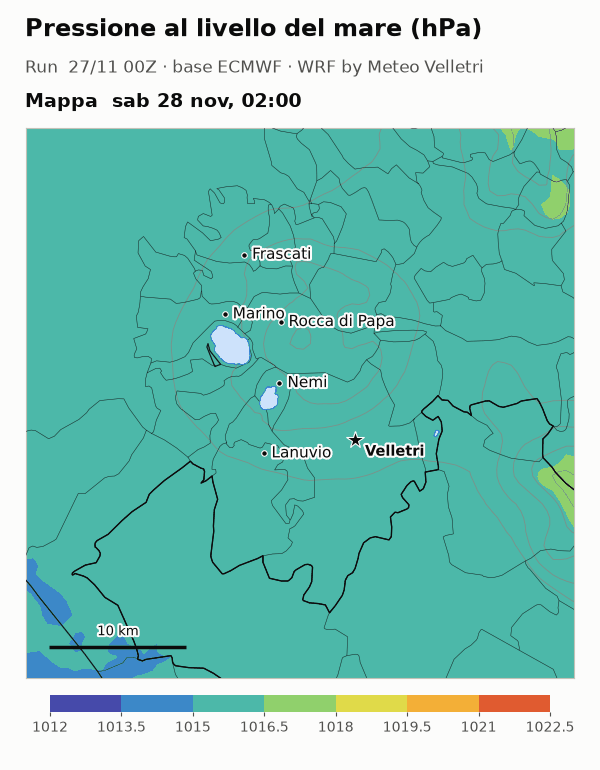 Pressione al livello del mare (hPa)
Run  27/11 00Z · base ECMWF · WRF by Meteo Velletri
Mappa  sab 28 nov, 02:00
Frascati
Marino
Rocca di Papa
Nemi
Velletri
Lanuvio
10 km
1012 1013.5 1015 1016.5 1018 1019.5 1021 1022.5